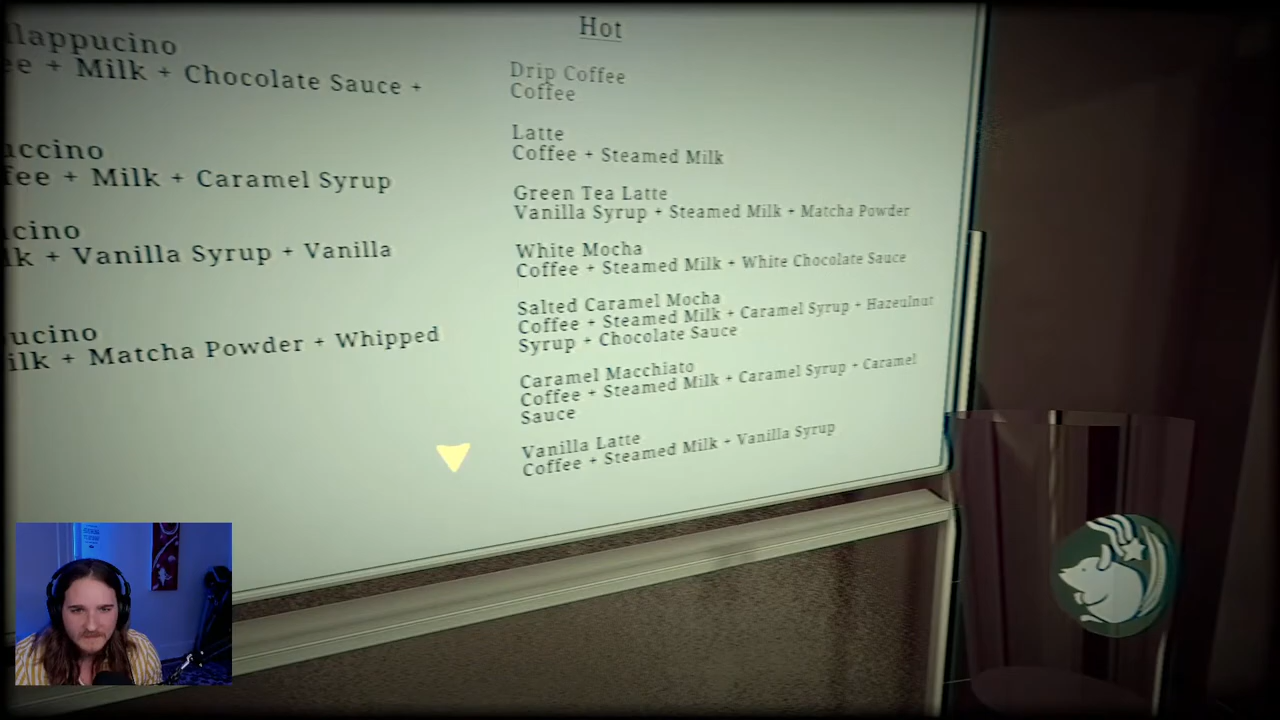 llappucino
ee + Milk + Chocolate Sauce +
uccino
fee + Milk + Caramel Syrup
cino
lk + Vanilla Syrup + Vanilla
ucino
ilk + Matcha Powder + Whipped
Hot
Drip Coffee
Coffee
Latte
Coffee + Steamed Milk
Green Tea Latte
Vanilla Syrup + Steamed Milk + Matcha Powder
White Mocha
Coffee + Steamed Milk + White Chocolate Sauce
Salted Caramel Mocha
Coffee + Steamed Milk + Caramel Syrup + Hazeulnut
Syrup + Chocolate Sauce
Caramel Macchiato
Coffee + Steamed Milk + Caramel Syrup + Caramel
Sauce
Vanilla Latte
Coffee + Steamed Milk + Vanilla Syrup